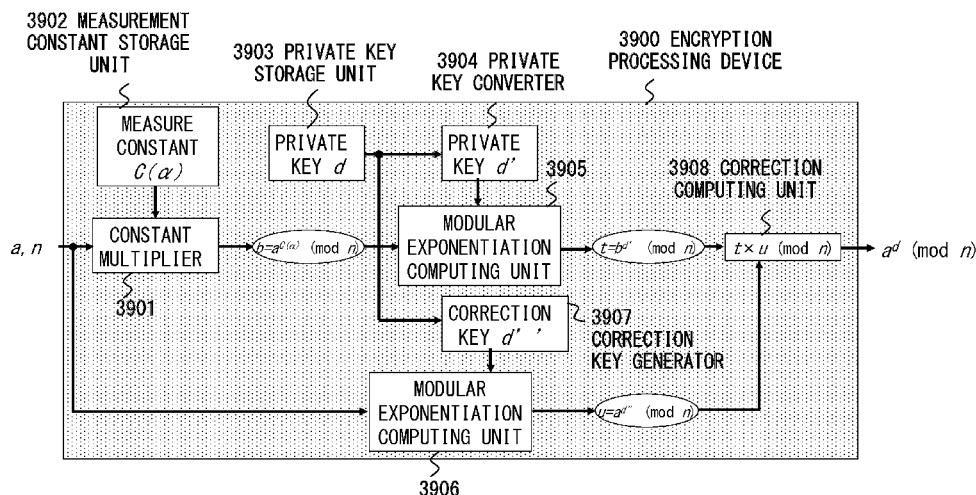 3902 MEASUREMENT
CONSTANT STORAGE
UNIT
3903 PRIVATE KEY
STORAGE UNIT
3904 PRIVATE
KEY CONVERTER
3900 ENCRYPTION
PROCESSING DEVICE
MEASURE
CONSTANT
C(α)
PRIVATE
KEY d
PRIVATE
KEY d'
3905
3908 CORRECTION
COMPUTING UNIT
a, n
CONSTANT
MULTIPLIER
b=a^C(α) (mod n)
MODULAR
EXPONENTIATION
COMPUTING UNIT
t=b^d' (mod n)
t× u (mod n)
a^d (mod n)
3901
CORRECTION
KEY d''
3907
CORRECTION
KEY GENERATOR
MODULAR
EXPONENTIATION
COMPUTING UNIT
u=a^d'' (mod n)
3906